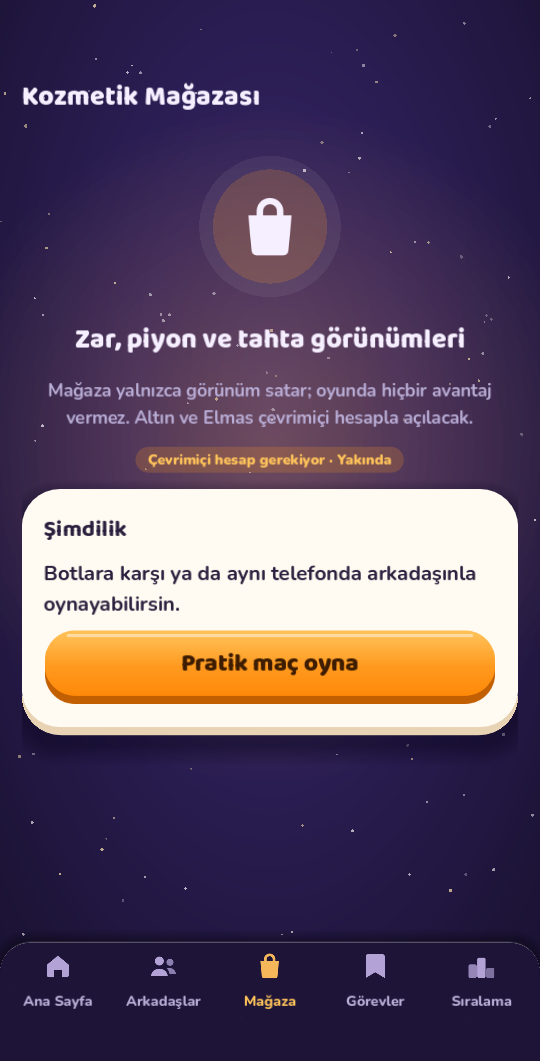 Kozmetik Mağazası
Zar, piyon ve tahta görünümleri
Mağaza yalnızca görünüm satar; oyunda hiçbir avantaj
vermez. Altın ve Elmas çevrimiçi hesapla açılacak.
Çevrimiçi hesap gerekiyor · Yakında
Şimdilik
Botlara karşı ya da aynı telefonda arkadaşınla
oynayabilirsin.
Pratik maç oyna
Ana Sayfa Arkadaşlar Mağaza Görevler Sıralama